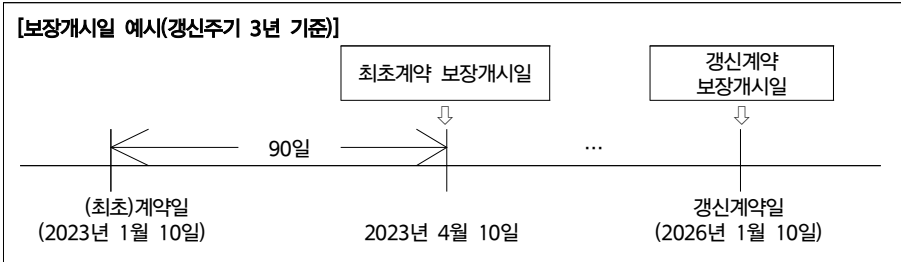 [보장개시일 예시(갱신주기 3년 기준)]
최초계약 보장개시일
갱신계약
보장개시일
90일
…
(최초)계약일
(2023년 1월 10일)
2023년 4월 10일
갱신계약일
(2026년 1월 10일)